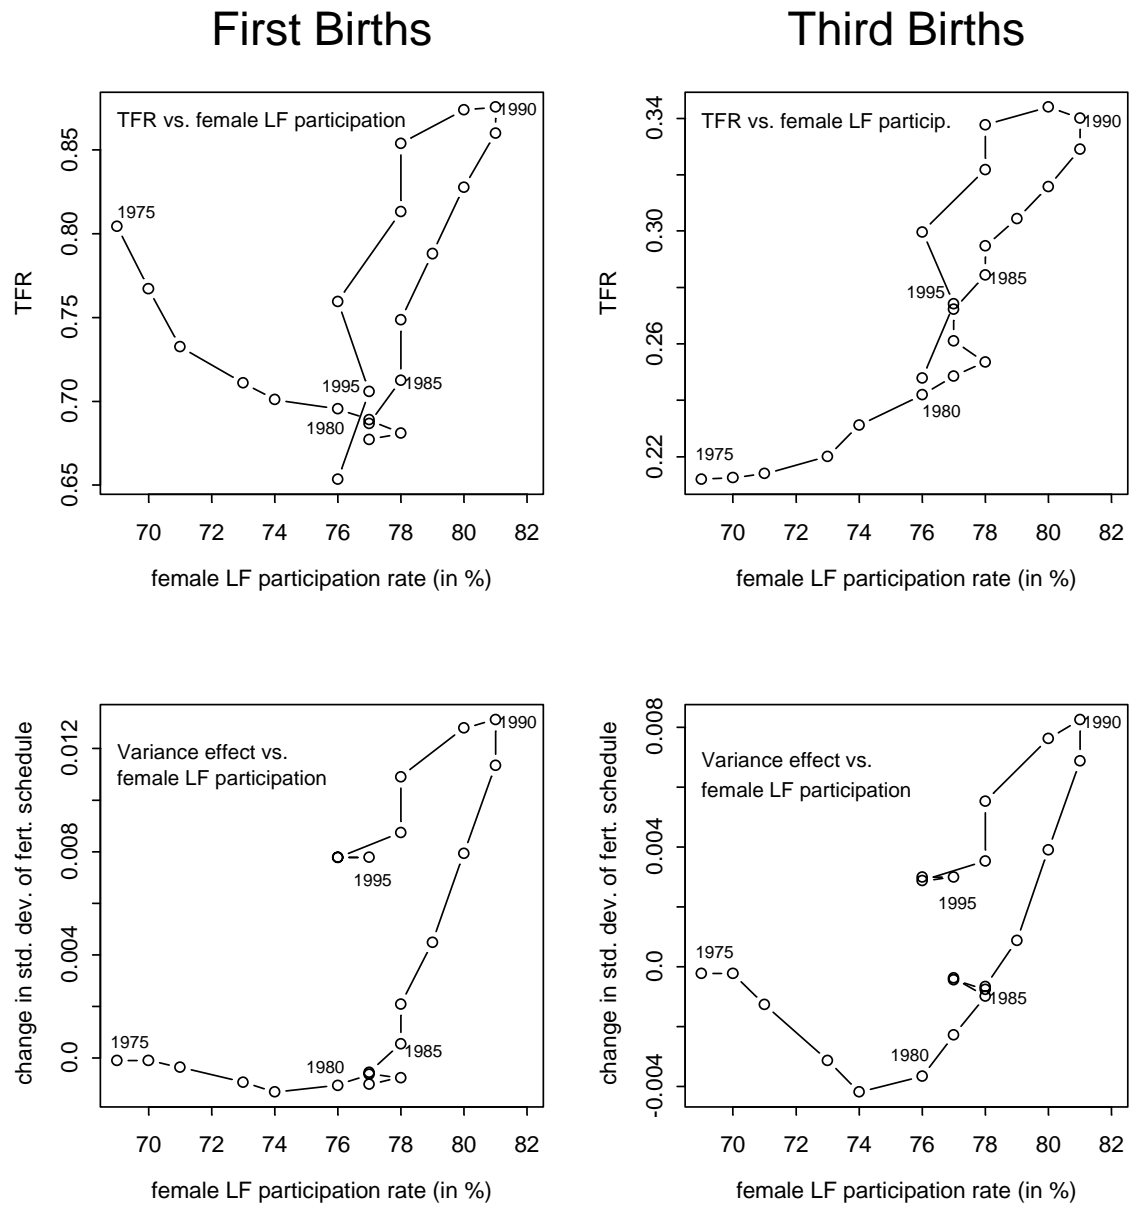 First Births
Third Births
TFR vs. female LF participation
1990
1975
1995
1985
1980
TFR
0.65
0.70
0.75
0.80
0.85
70 72 74 76 78 80 82
female LF participation rate (in %)
TFR vs. female LF particip.
1990
1985
1995
1980
1975
TFR
0.22
0.26
0.30
0.34
70 72 74 76 78 80 82
female LF participation rate (in %)
Variance effect vs.
female LF participation
1990
1995
1975
1985
1980
change in std. dev. of fert. schedule
0.0
0.004
0.008
0.012
70 72 74 76 78 80 82
female LF participation rate (in %)
Variance effect vs.
female LF participation
1990
1995
1975
1985
1980
change in std. dev. of fert. schedule
-0.004
0.0
0.004
0.008
70 72 74 76 78 80 82
female LF participation rate (in %)